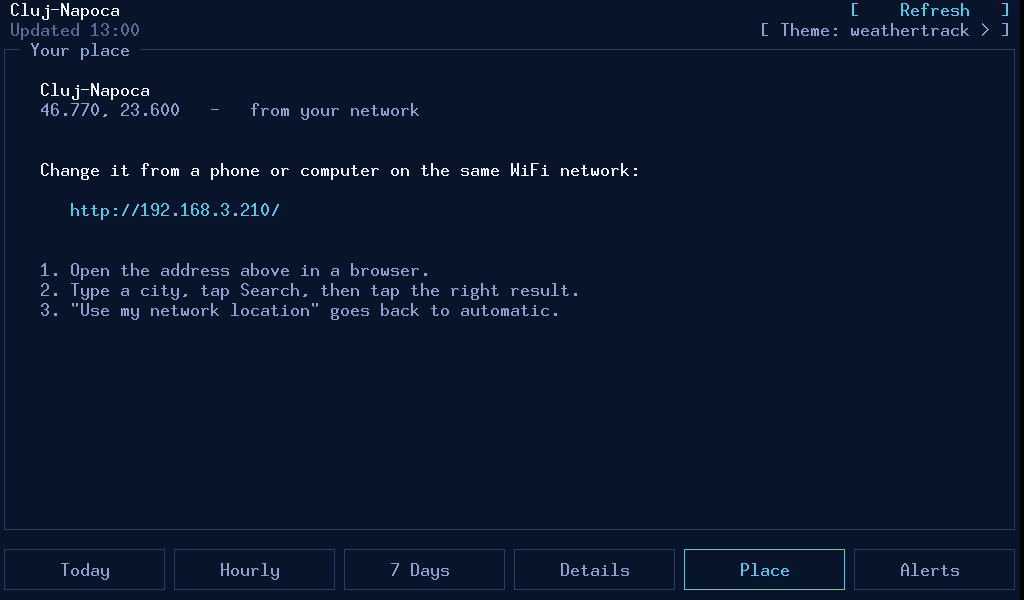 Cluj-Napoca [ Refresh ]
Updated 13:00 [ Theme: weathertrack > ]
Your place
Cluj-Napoca
46.770, 23.600 - from your network
Change it from a phone or computer on the same WiFi network:
http://192.168.3.210/
1. Open the address above in a browser.
2. Type a city, tap Search, then tap the right result.
3. "Use my network location" goes back to automatic.
Today Hourly 7 Days Details Place Alerts